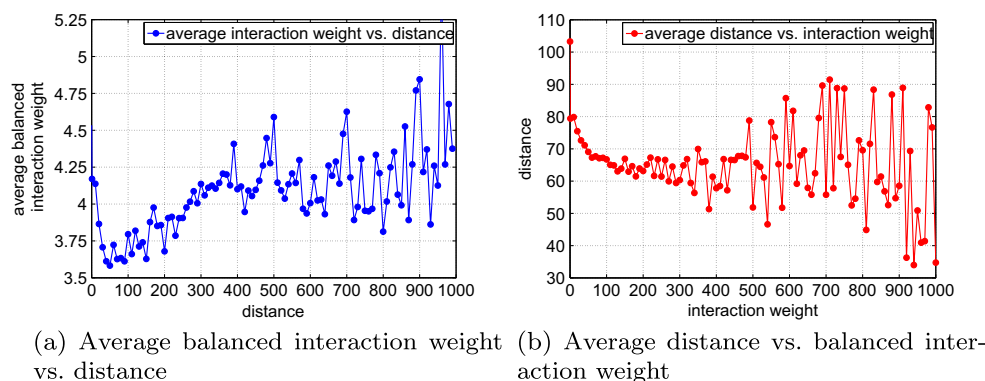 5.25
5
4.75
4.5
4.25
4
3.75
3.5
average balanced
interaction weight
average interaction weight vs. distance
0 100 200 300 400 500 600 700 800 900 1000
distance
110
100
90
80
70
60
50
40
30
distance
average distance vs. interaction weight
0 100 200 300 400 500 600 700 800 900 1000
interaction weight
(a) Average balanced interaction weight
vs. distance
(b) Average distance vs. balanced inter-
action weight